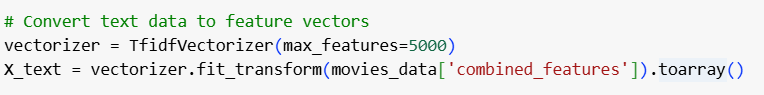 # Convert text data to feature vectors
vectorizer = TfidfVectorizer(max_features=5000)
X_text = vectorizer.fit_transform(movies_data['combined_features']).toarray()